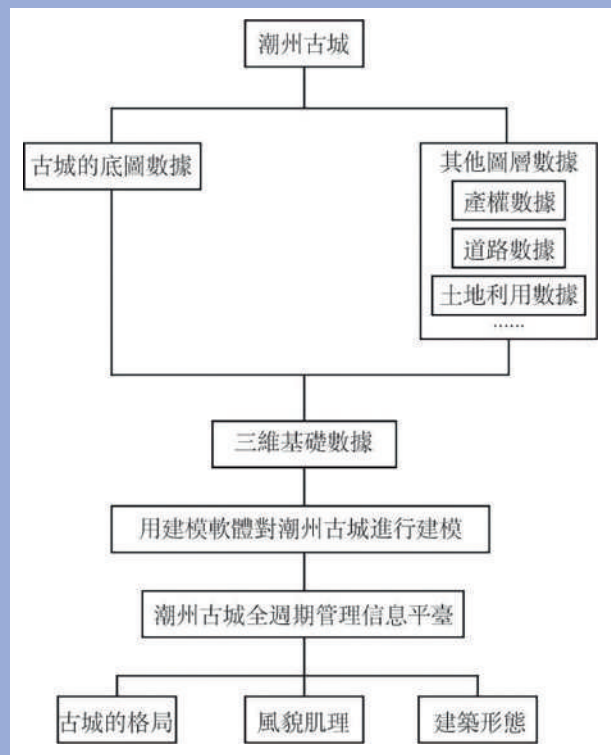 潮州古城
古城的底圖數據
其他圖層數據
產權數據
道路數據
土地利用數據
……
三維基礎數據
用建模軟體對潮州古城進行建模
潮州古城全週期管理信息平臺
古城的格局
風貌肌理
建築形態